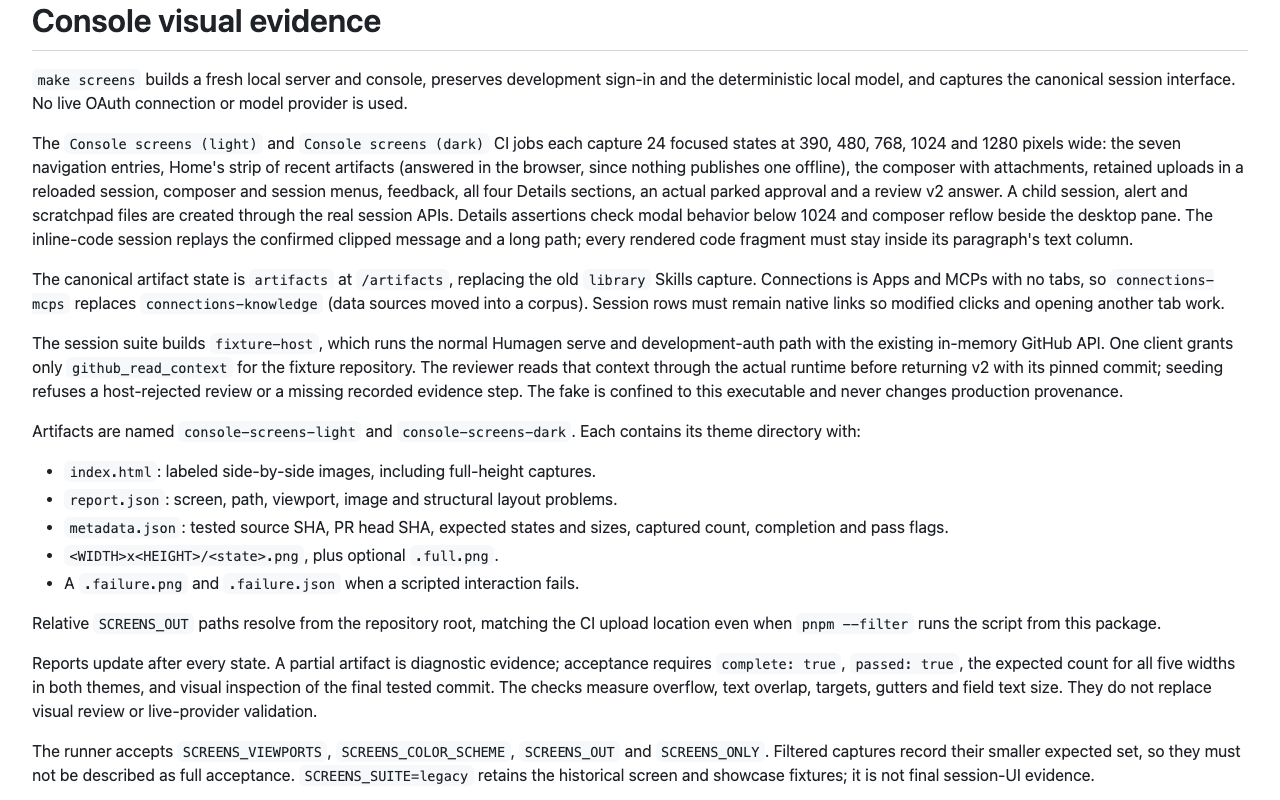 Console visual evidence
make screens builds a fresh local server and console, preserves development sign-in and the deterministic local model, and captures the canonical session interface.
No live OAuth connection or model provider is used.
The Console screens (light) and Console screens (dark) CI jobs each capture 24 focused states at 390, 480, 768, 1024 and 1280 pixels wide: the seven
navigation entries, Home's strip of recent artifacts (answered in the browser, since nothing publishes one offline), the composer with attachments, retained uploads in a
reloaded session, composer and session menus, feedback, all four Details sections, an actual parked approval and a review v2 answer. A child session, alert and
scratchpad files are created through the real session APIs. Details assertions check modal behavior below 1024 and composer reflow beside the desktop pane. The
inline-code session replays the confirmed clipped message and a long path; every rendered code fragment must stay inside its paragraph's text column.
The canonical artifact state is artifacts at /artifacts, replacing the old library Skills capture. Connections is Apps and MCPs with no tabs, so connections-
mcps replaces connections-knowledge (data sources moved into a corpus). Session rows must remain native links so modified clicks and opening another tab work.
The session suite builds fixture-host, which runs the normal Humagen serve and development-auth path with the existing in-memory GitHub API. One client grants
only github_read_context for the fixture repository. The reviewer reads that context through the actual runtime before returning v2 with its pinned commit; seeding
refuses a host-rejected review or a missing recorded evidence step. The fake is confined to this executable and never changes production provenance.
Artifacts are named console-screens-light and console-screens-dark. Each contains its theme directory with:
• index.html: labeled side-by-side images, including full-height captures.
• report.json: screen, path, viewport, image and structural layout problems.
• metadata.json: tested source SHA, PR head SHA, expected states and sizes, captured count, completion and pass flags.
• <WIDTH>x<HEIGHT>/<state>.png, plus optional .full.png.
• A .failure.png and .failure.json when a scripted interaction fails.
Relative SCREENS_OUT paths resolve from the repository root, matching the CI upload location even when pnpm --filter runs the script from this package.
Reports update after every state. A partial artifact is diagnostic evidence; acceptance requires complete: true, passed: true, the expected count for all five widths
in both themes, and visual inspection of the final tested commit. The checks measure overflow, text overlap, targets, gutters and field text size. They do not replace
visual review or live-provider validation.
The runner accepts SCREENS_VIEWPORTS, SCREENS_COLOR_SCHEME, SCREENS_OUT and SCREENS_ONLY. Filtered captures record their smaller expected set, so they must
not be described as full acceptance. SCREENS_SUITE=legacy retains the historical screen and showcase fixtures; it is not final session-UI evidence.